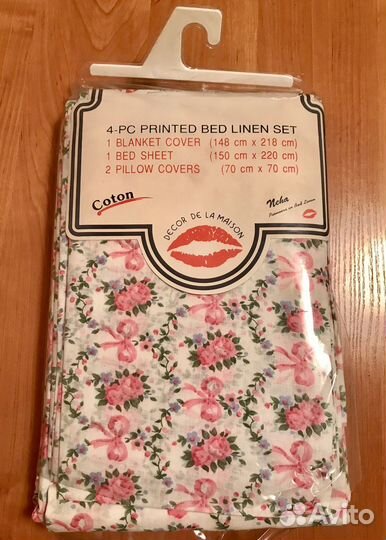 4-PC PRINTED BED LINEN SET
1 BLANKET COVER (148 cm x 218 cm)
1 BED SHEET (150 cm x 220 cm)
2 PILLOW COVERS (70 cm x 70 cm)
Coton
Neha
DECOR DE LA MAISON
Avito